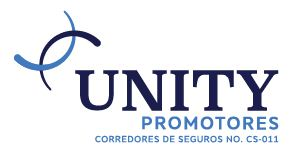 UNITY
PROMOTORES
CORREDORES DE SEGUROS NO. CS-011